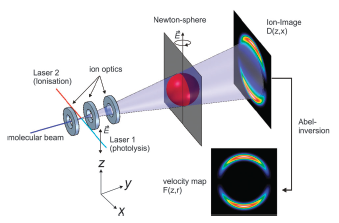 Newton-sphere
Ion-Image
D(z,x)
E
Laser 2
(Ionisation)
ion optics
molecular beam
E
Laser 1
(photolysis)
Abel-
inversion
z
y
x
velocity map
F(z,r)